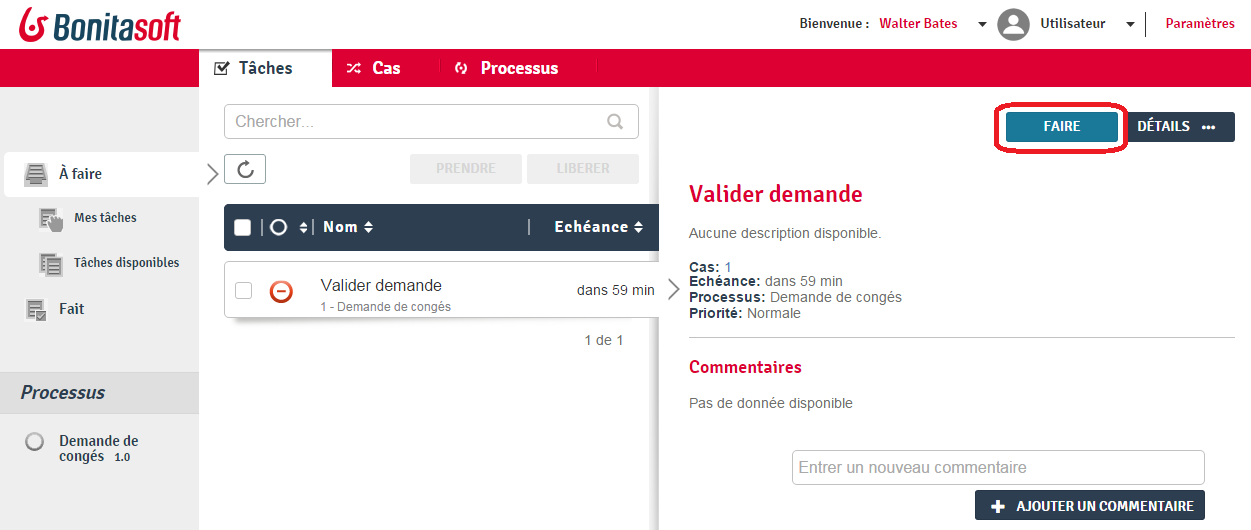 Bonitasoft
Bienvenue : Walter Bates Utilisateur Paramètres
Tâches Cas Processus
Chercher...
PRENDRE LIBERER
À faire
Mes tâches
Tâches disponibles
Fait
Processus
Demande de
congés 1.0
Nom Echéance
Valider demande dans 59 min
1 - Demande de congés
1 de 1
FAIRE DÉTAILS •••
Valider demande
Aucune description disponible.
Cas: 1
Echéance: dans 59 min
Processus: Demande de congés
Priorité: Normale
Commentaires
Pas de donnée disponible
Entrer un nouveau commentaire
AJOUTER UN COMMENTAIRE